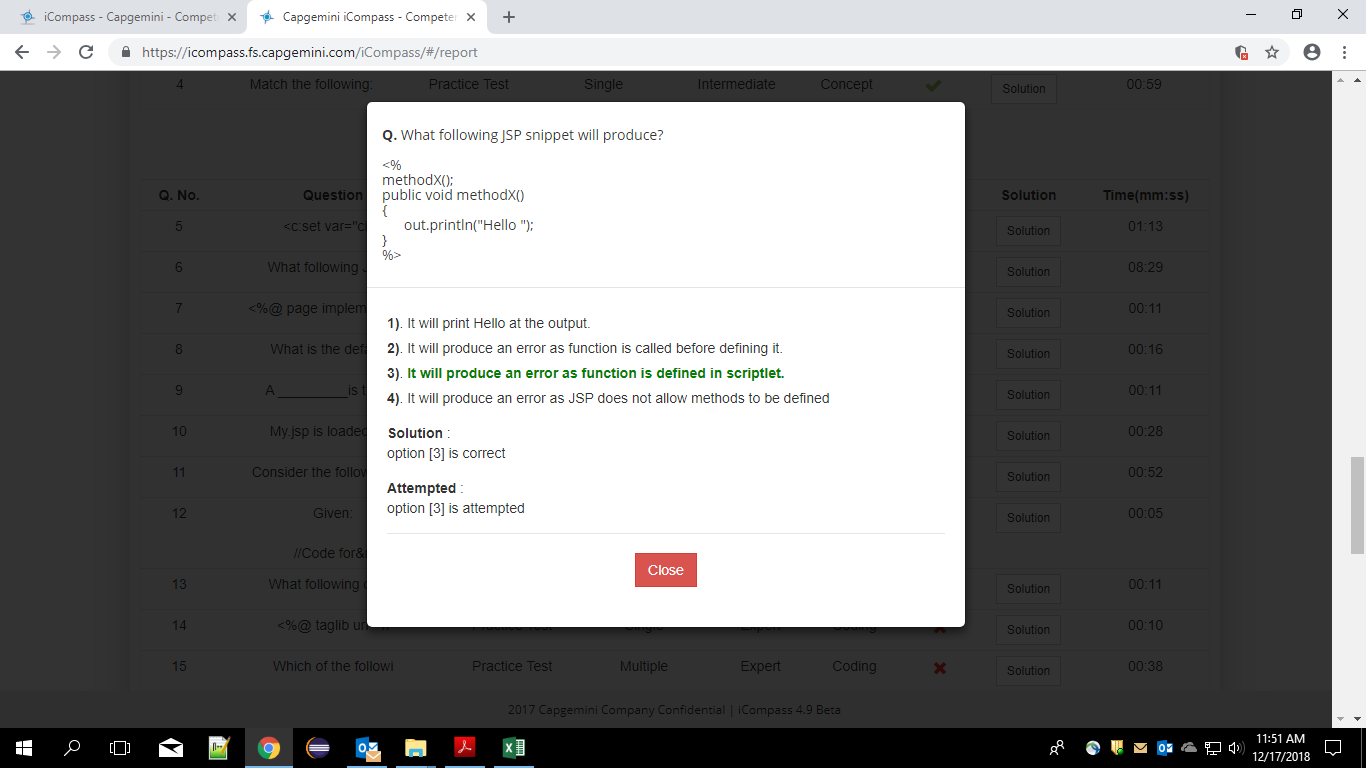 iCompass - Capgemini - Compet
Capgemini iCompass - Competen
https://icompass.fs.capgemini.com/iCompass/#/report
4 Match the following: Practice Test Single Intermediate Concept Solution 00:59
Q. What following JSP snippet will produce?
<%
methodX();
public void methodX()
{
out.println("Hello ");
}
%>
Q. No. Question Solution Time(mm:ss)
5 <c:set var="ci Solution 01:13
6 What following J Solution 08:29
7 <%@ page implem Solution 00:11
8 What is the defa Solution 00:16
9 A_________is t Solution 00:11
10 My.jsp is loaded Solution 00:28
11 Consider the follow Solution 00:52
12 Given: Solution 00:05
//Code for&
13 What following Solution 00:11
14 <%@ taglib uri Solution 00:10
15 Which of the followi Practice Test Multiple Expert Coding Solution 00:38
1). It will print Hello at the output.
2). It will produce an error as function is called before defining it.
3). It will produce an error as function is defined in scriptlet.
4). It will produce an error as JSP does not allow methods to be defined
Solution :
option [3] is correct
Attempted :
option [3] is attempted
Close
2017 Capgemini Company Confidential | iCompass 4.9 Beta
11:51 AM
12/17/2018